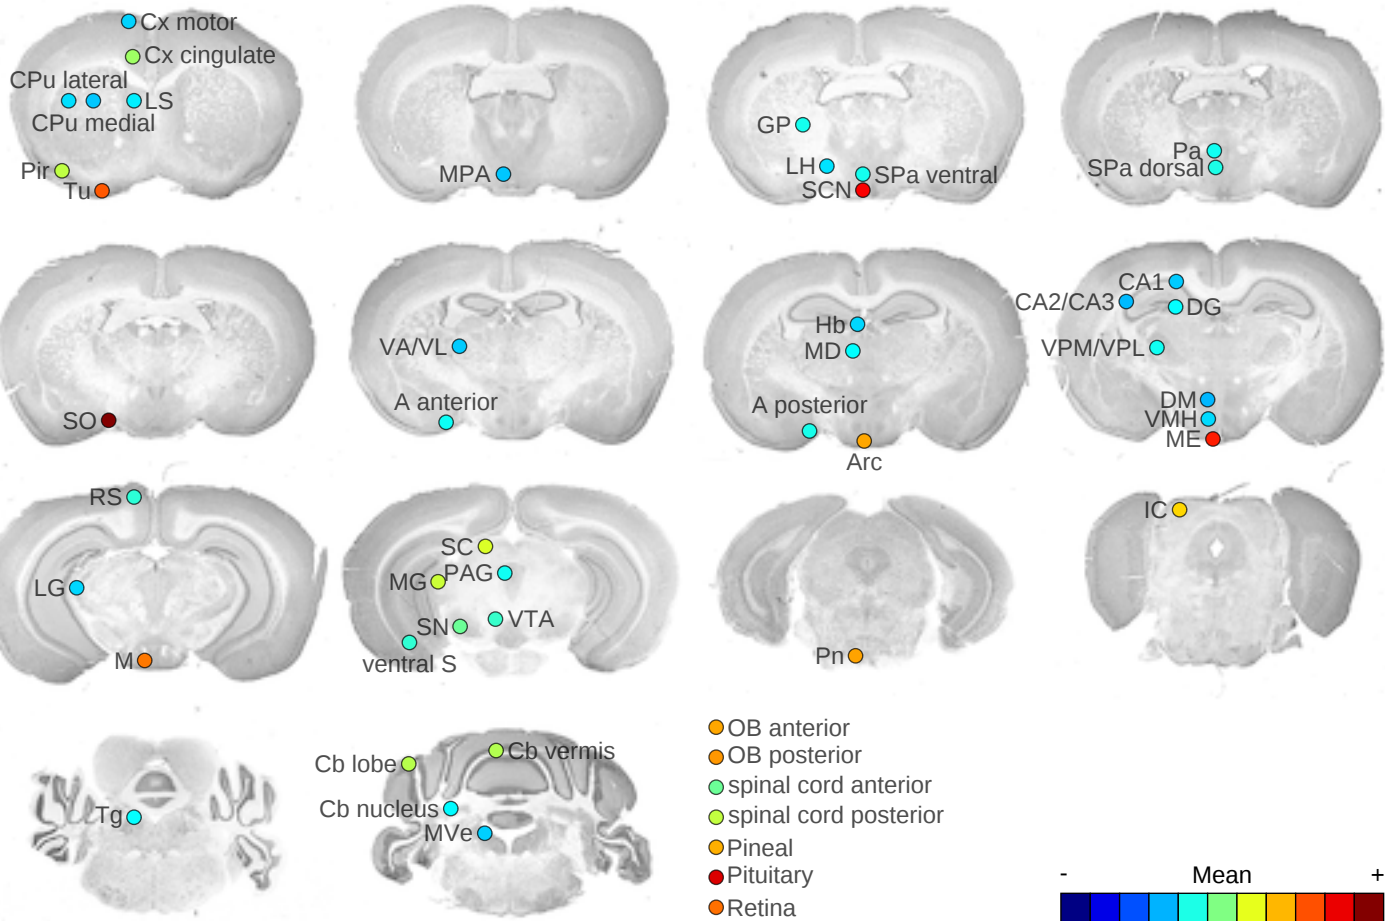 Cx motor
Cx cingulate
CPu lateral
LS
CPu medial
Pir
Tu
MPA
GP
LH
SPa ventral
SCN
Pa
SPa dorsal
SO
VA/VL
A anterior
Hb
MD
A posterior
Arc
CA1
CA2/CA3
DG
VPM/VPL
DM
VMH
ME
RS
LG
M
SC
MG
PAG
SN
VTA
ventral S
Pn
IC
Tg
Cb lobe
Cb vermis
Cb nucleus
MVe
OB anterior
OB posterior
spinal cord anterior
spinal cord posterior
Pineal
Pituitary
Retina
- Mean +